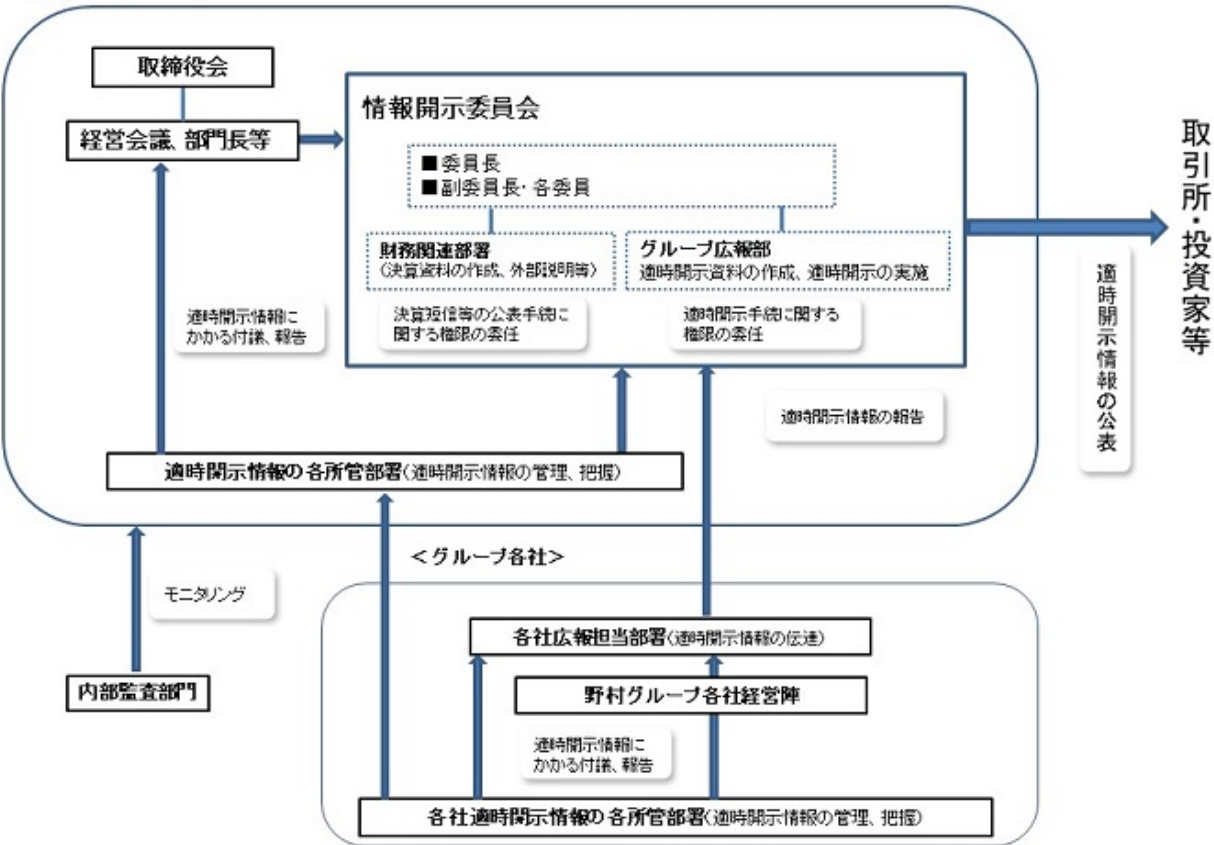 取締役会
経営会議、部門長等
情報開示委員会
■委員長
■副委員長・各委員
財務関連部署
(決算資料の作成、外部説明等)
グループ広報部
適時開示資料の作成、適時開示の実施
決算短信等の公表手続に
関する権限の委任
適時開示手続に関する
権限の委任
適時開示情報に
かかる付議、報告
適時開示情報の報告
適時開示情報の各所管部署(適時開示情報の管理、把握)
取引所・投資家等
適時開示情報の公表
モニタリング
内部監査部門
<グループ各社>
各社広報担当部署(適時開示情報の伝達)
野村グループ各社経営陣
適時開示情報に
かかる付議、報告
各社適時開示情報の各所管部署(適時開示情報の管理、把握)